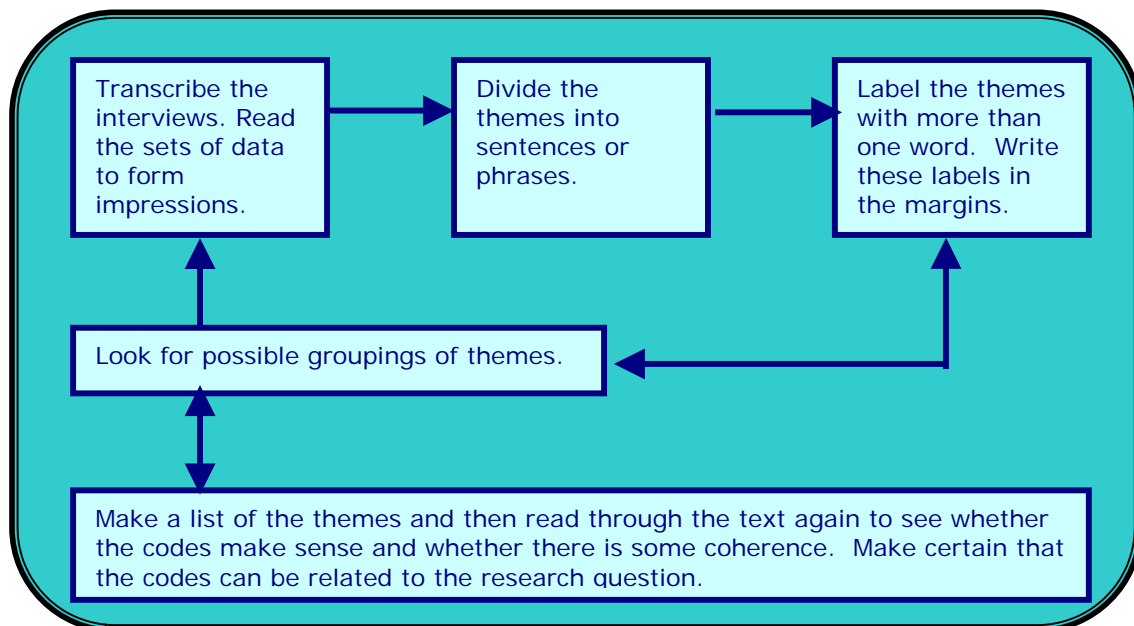 Transcribe the
interviews. Read
the sets of data
to form
impressions.
Divide the
themes into
sentences or
phrases.
Label the themes
with more than
one word.  Write
these labels in
the margins.
Look for possible groupings of themes.
Make a list of the themes and then read through the text again to see whether
the codes make sense and whether there is some coherence.  Make certain that
the codes can be related to the research question.